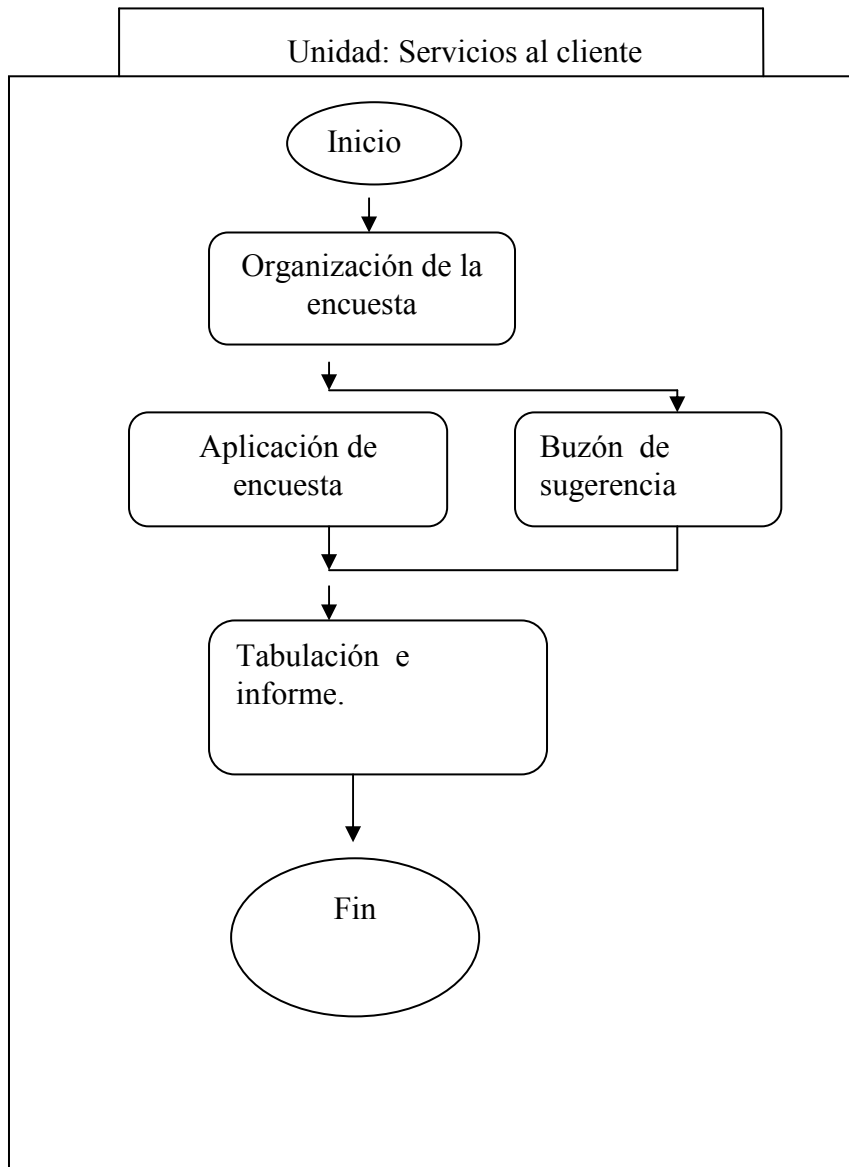 Unidad: Servicios al cliente
Inicio
Organización de la
encuesta
Aplicación de
encuesta
Buzón de
sugerencia
Tabulación e
informe.
Fin